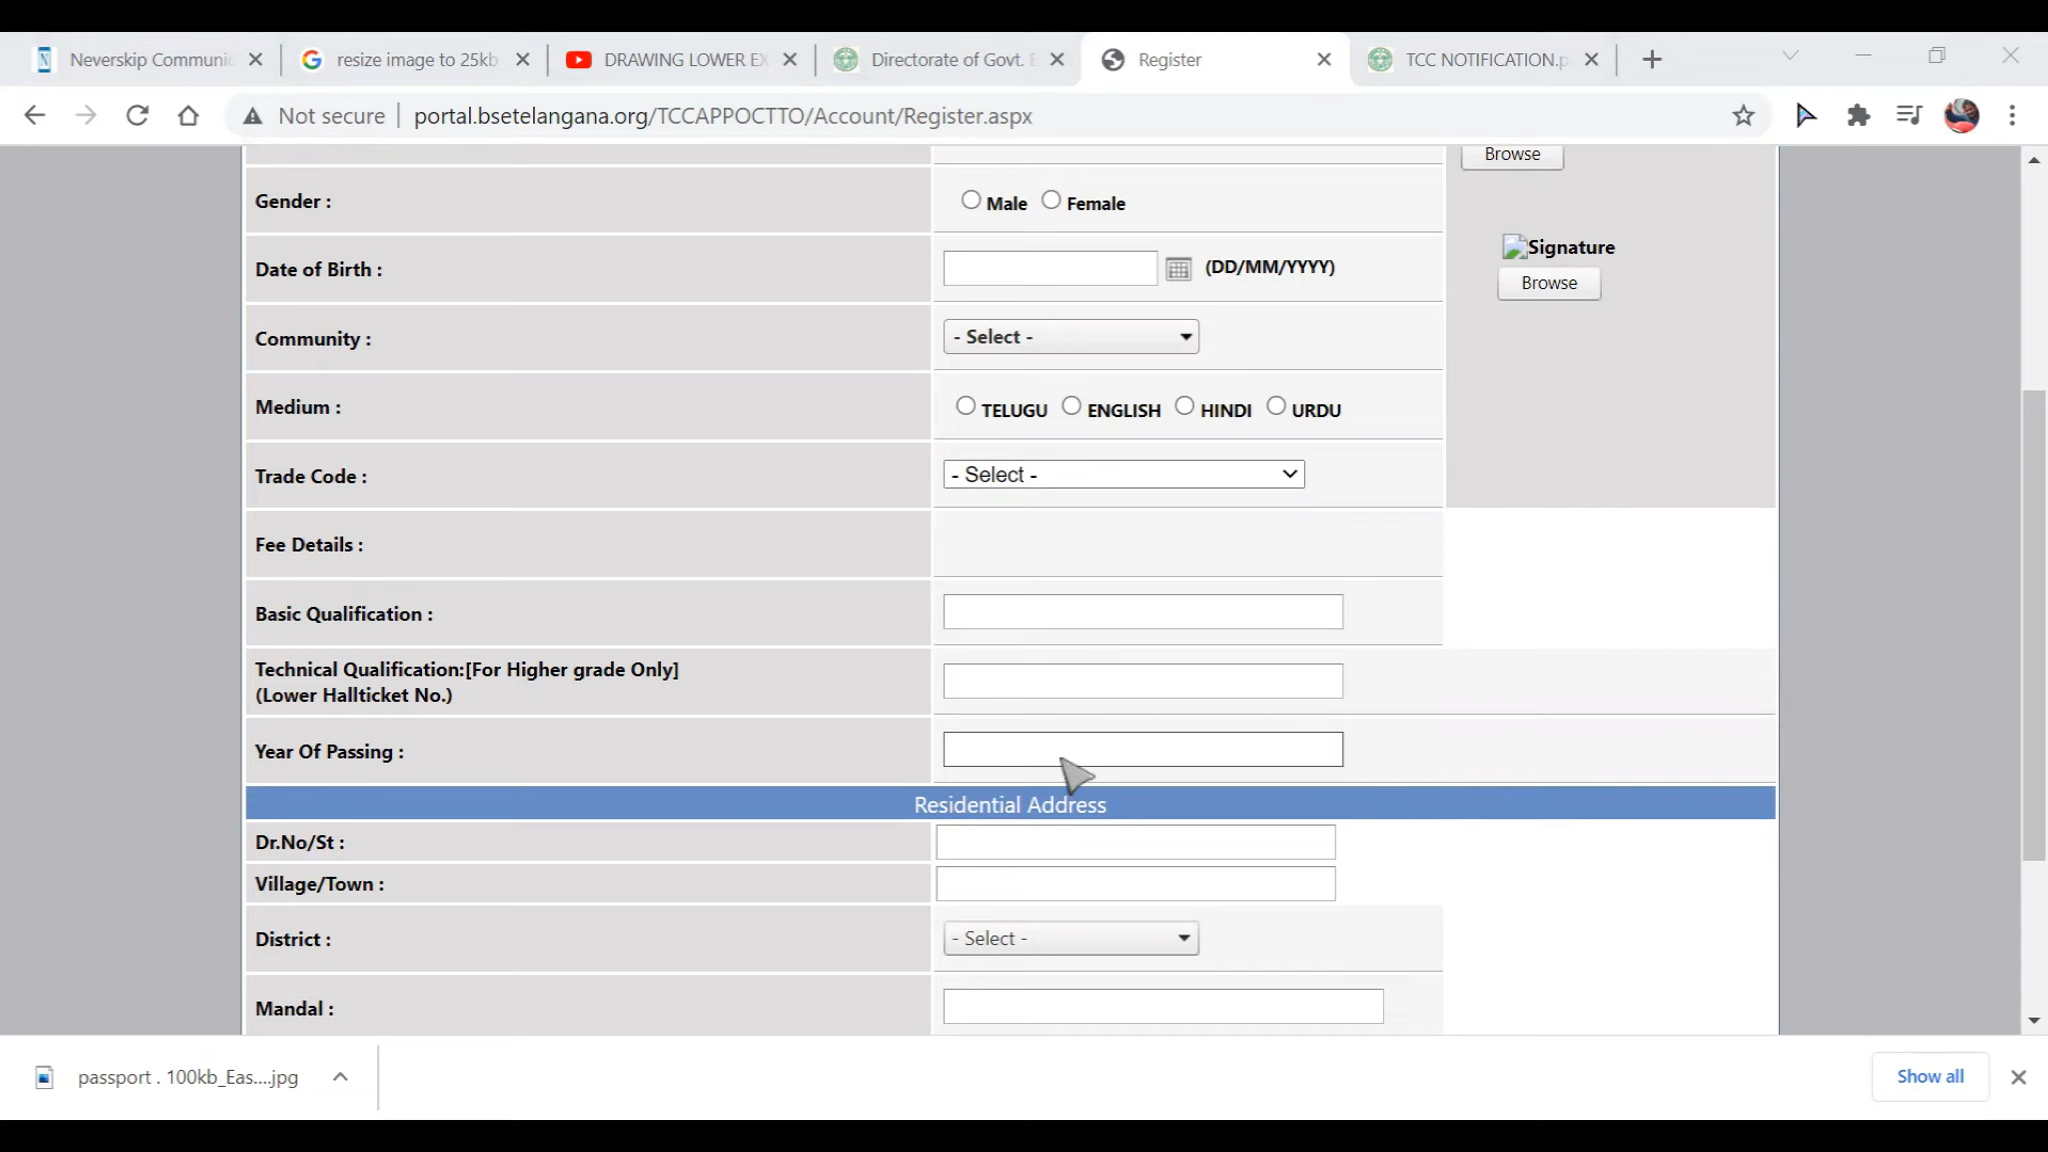 Neverskip Communic
resize image to 25kb
DRAWING LOWER EX
Directorate of Govt. E
Register
TCC NOTIFICATION.p
Not secure
portal.bsetelangana.org/TCCAPPOCTTO/Account/Register.aspx
Browse
Gender :
Male
Female
Signature
Browse
Date of Birth :
(DD/MM/YYYY)
Community :
- Select -
Medium :
TELUGU
ENGLISH
HINDI
URDU
Trade Code :
- Select -
Fee Details :
Basic Qualification :
Technical Qualification:[For Higher grade Only]
(Lower Hallticket No.)
Year Of Passing :
Residential Address
Dr.No/St :
Village/Town :
District :
- Select -
Mandal :
passport . 100kb_Eas....jpg
Show all